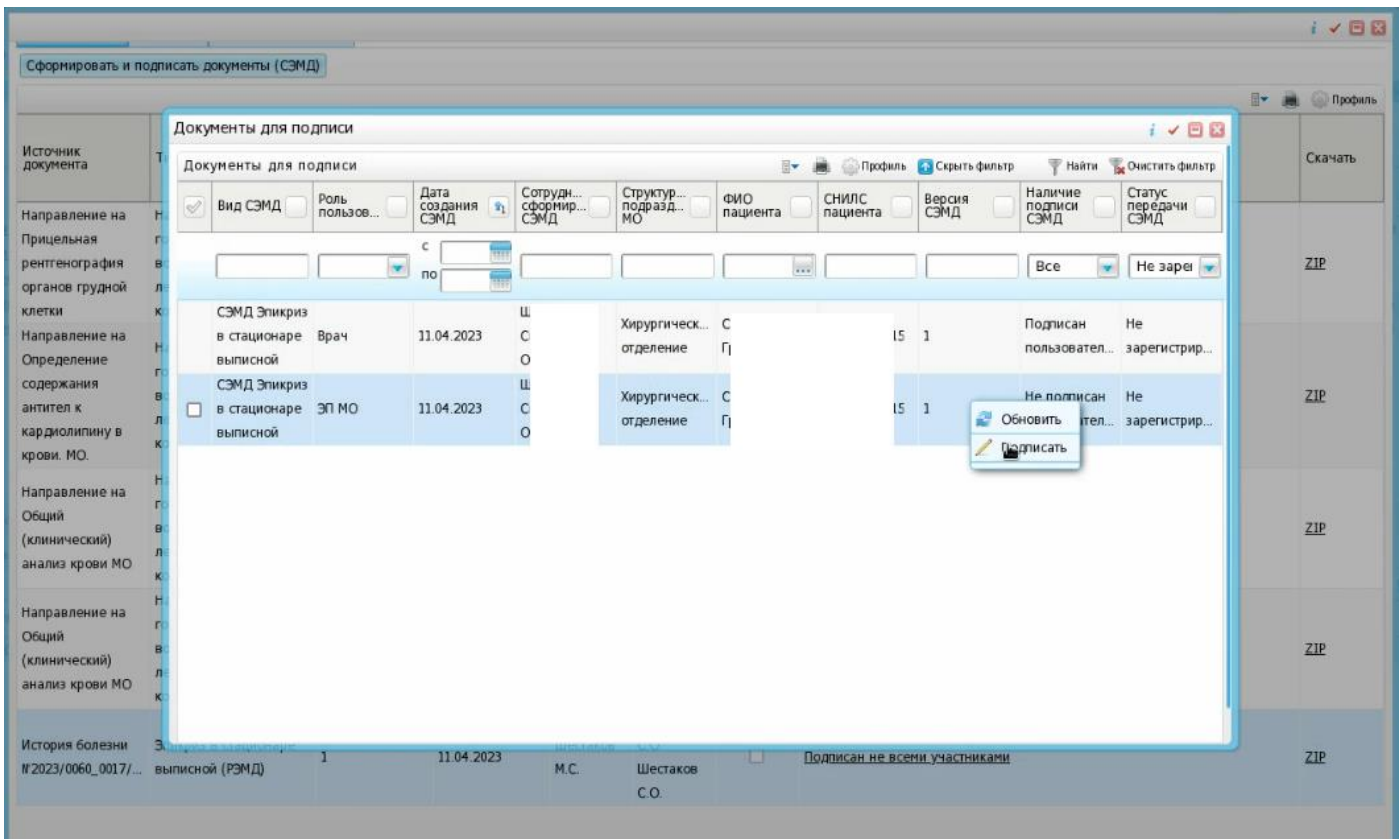 Сформировать и подписать документы (СЭМД)
Профиль
Источник
документа
Скачать
Направление на
Прицельная
рентгенография
органов грудной
клетки
ZIP
Направление на
Определение
содержания
антител к
кардиолипину в
крови. МО.
ZIP
Направление на
Общий
(клинический)
анализ крови МО
ZIP
Направление на
Общий
(клинический)
анализ крови МО
ZIP
История болезни
№2023/0060_0017/...
выписной (РЭМД)
1
11.04.2023
М.С.
Шестаков
С.О.
Подписан не всеми участниками
ZIP
Документы для подписи
Документы для подписи
Профиль
Скрыть фильтр
Найти
Очистить фильтр
Вид СЭМД
Роль
пользов...
Дата
создания
СЭМД
Сотрудн...
сформир...
СЭМД
Структур...
подразд...
МО
ФИО
пациента
СНИЛС
пациента
Версия
СЭМД
Наличие
подписи
СЭМД
Статус
передачи
СЭМД
с
по
...
Все
Не заре
СЭМД Эпикриз
в стационаре
выписной
Врач
11.04.2023
Хирургическ...
отделение
15
1
Подписан
пользовател...
Не
зарегистрир...
СЭМД Эпикриз
в стационаре
выписной
ЭП МО
11.04.2023
Хирургическ...
отделение
15
1
Не подписан
Не
зарегистрир...
Обновить
Подписать